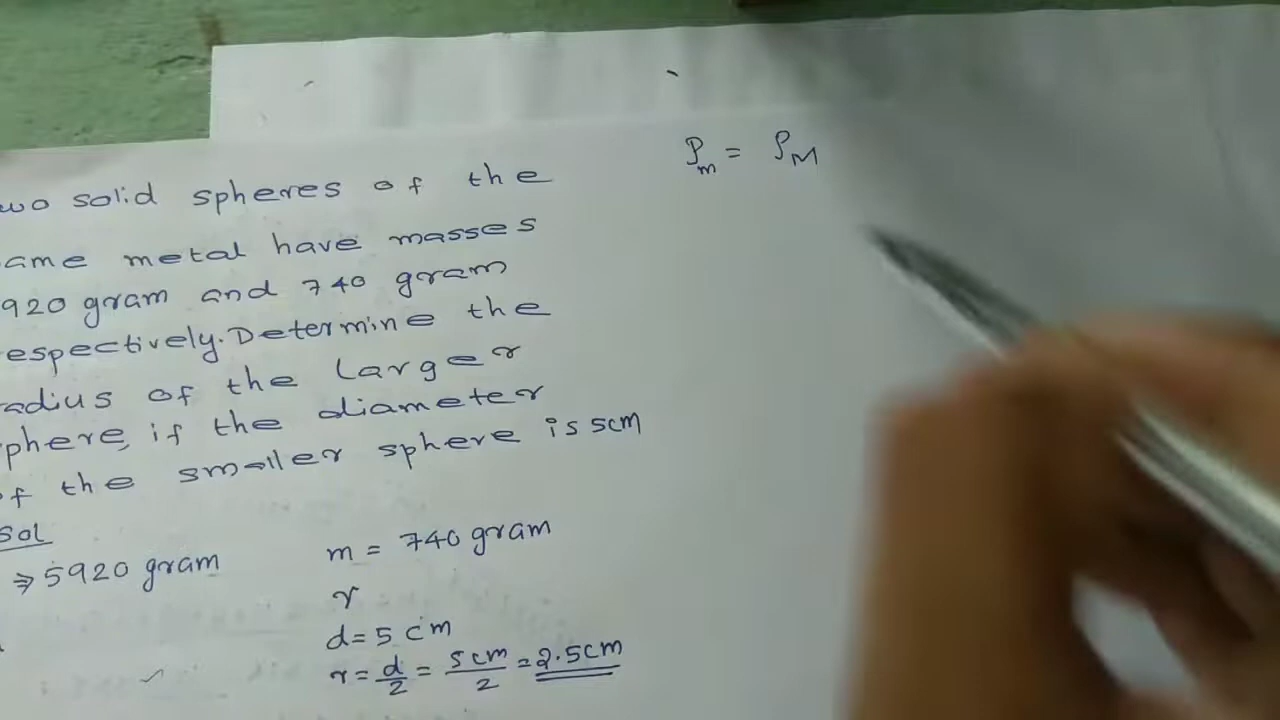 wo solid spheres of the
ame metal have masses
920 gram and 740 gram
espectively. Determine the
adius of the larger
phere, if the diameter
of the smaller sphere is 5cm
Sol
⇒ 5920 gram
m = 740 gram
r
d = 5 cm
r = d/2 = 5cm/2 = 2.5cm
ρm = ρM